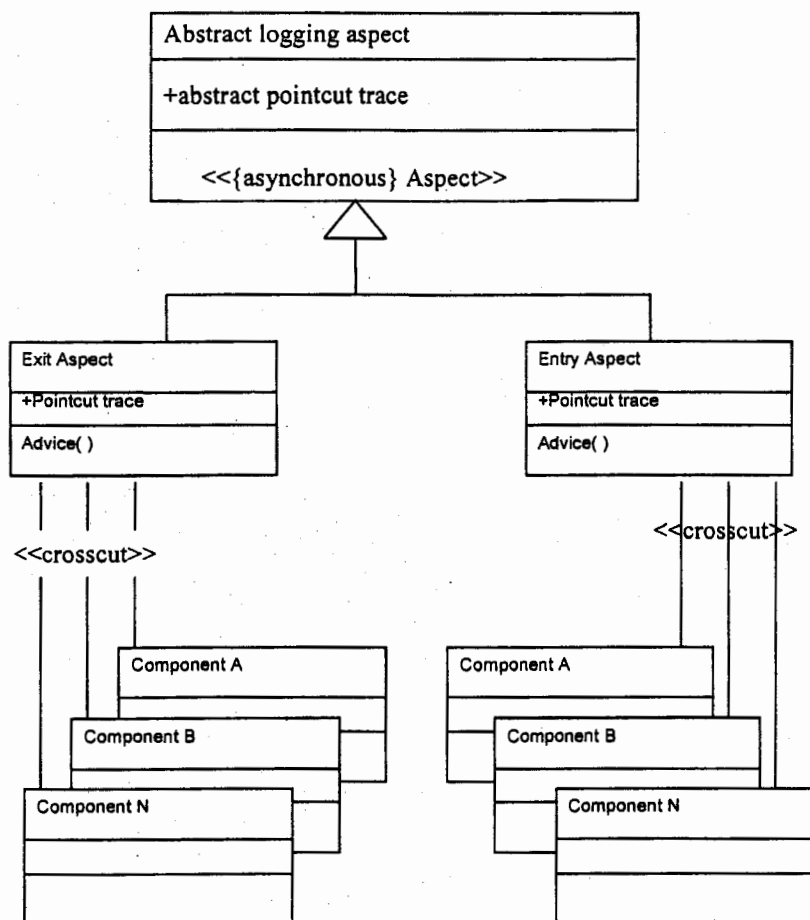 Abstract logging aspect
+abstract pointcut trace
<<{asynchronous} Aspect>>
Exit Aspect
+Pointcut trace
Advice( )
Entry Aspect
+Pointcut trace
Advice( )
<<crosscut>>
<<crosscut>>
Component A
Component B
Component N
Component A
Component B
Component N